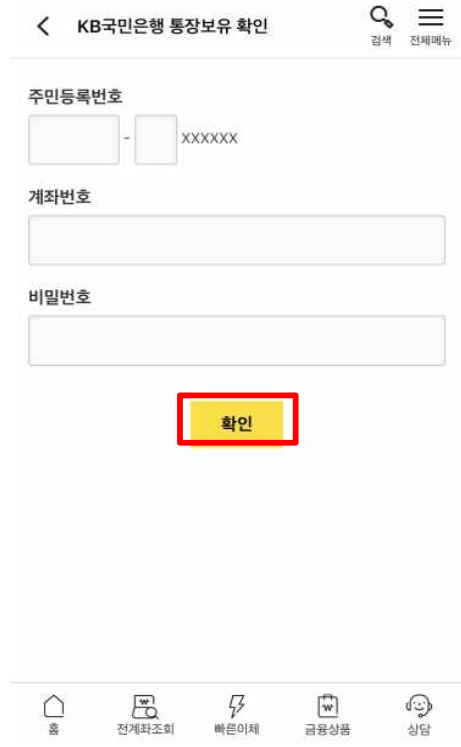 KB국민은행 통장보유 확인
검색 전체메뉴
주민등록번호
- XXXXXX
계좌번호
비밀번호
확인
홈 전계좌조회 빠른이체 금융상품 상담